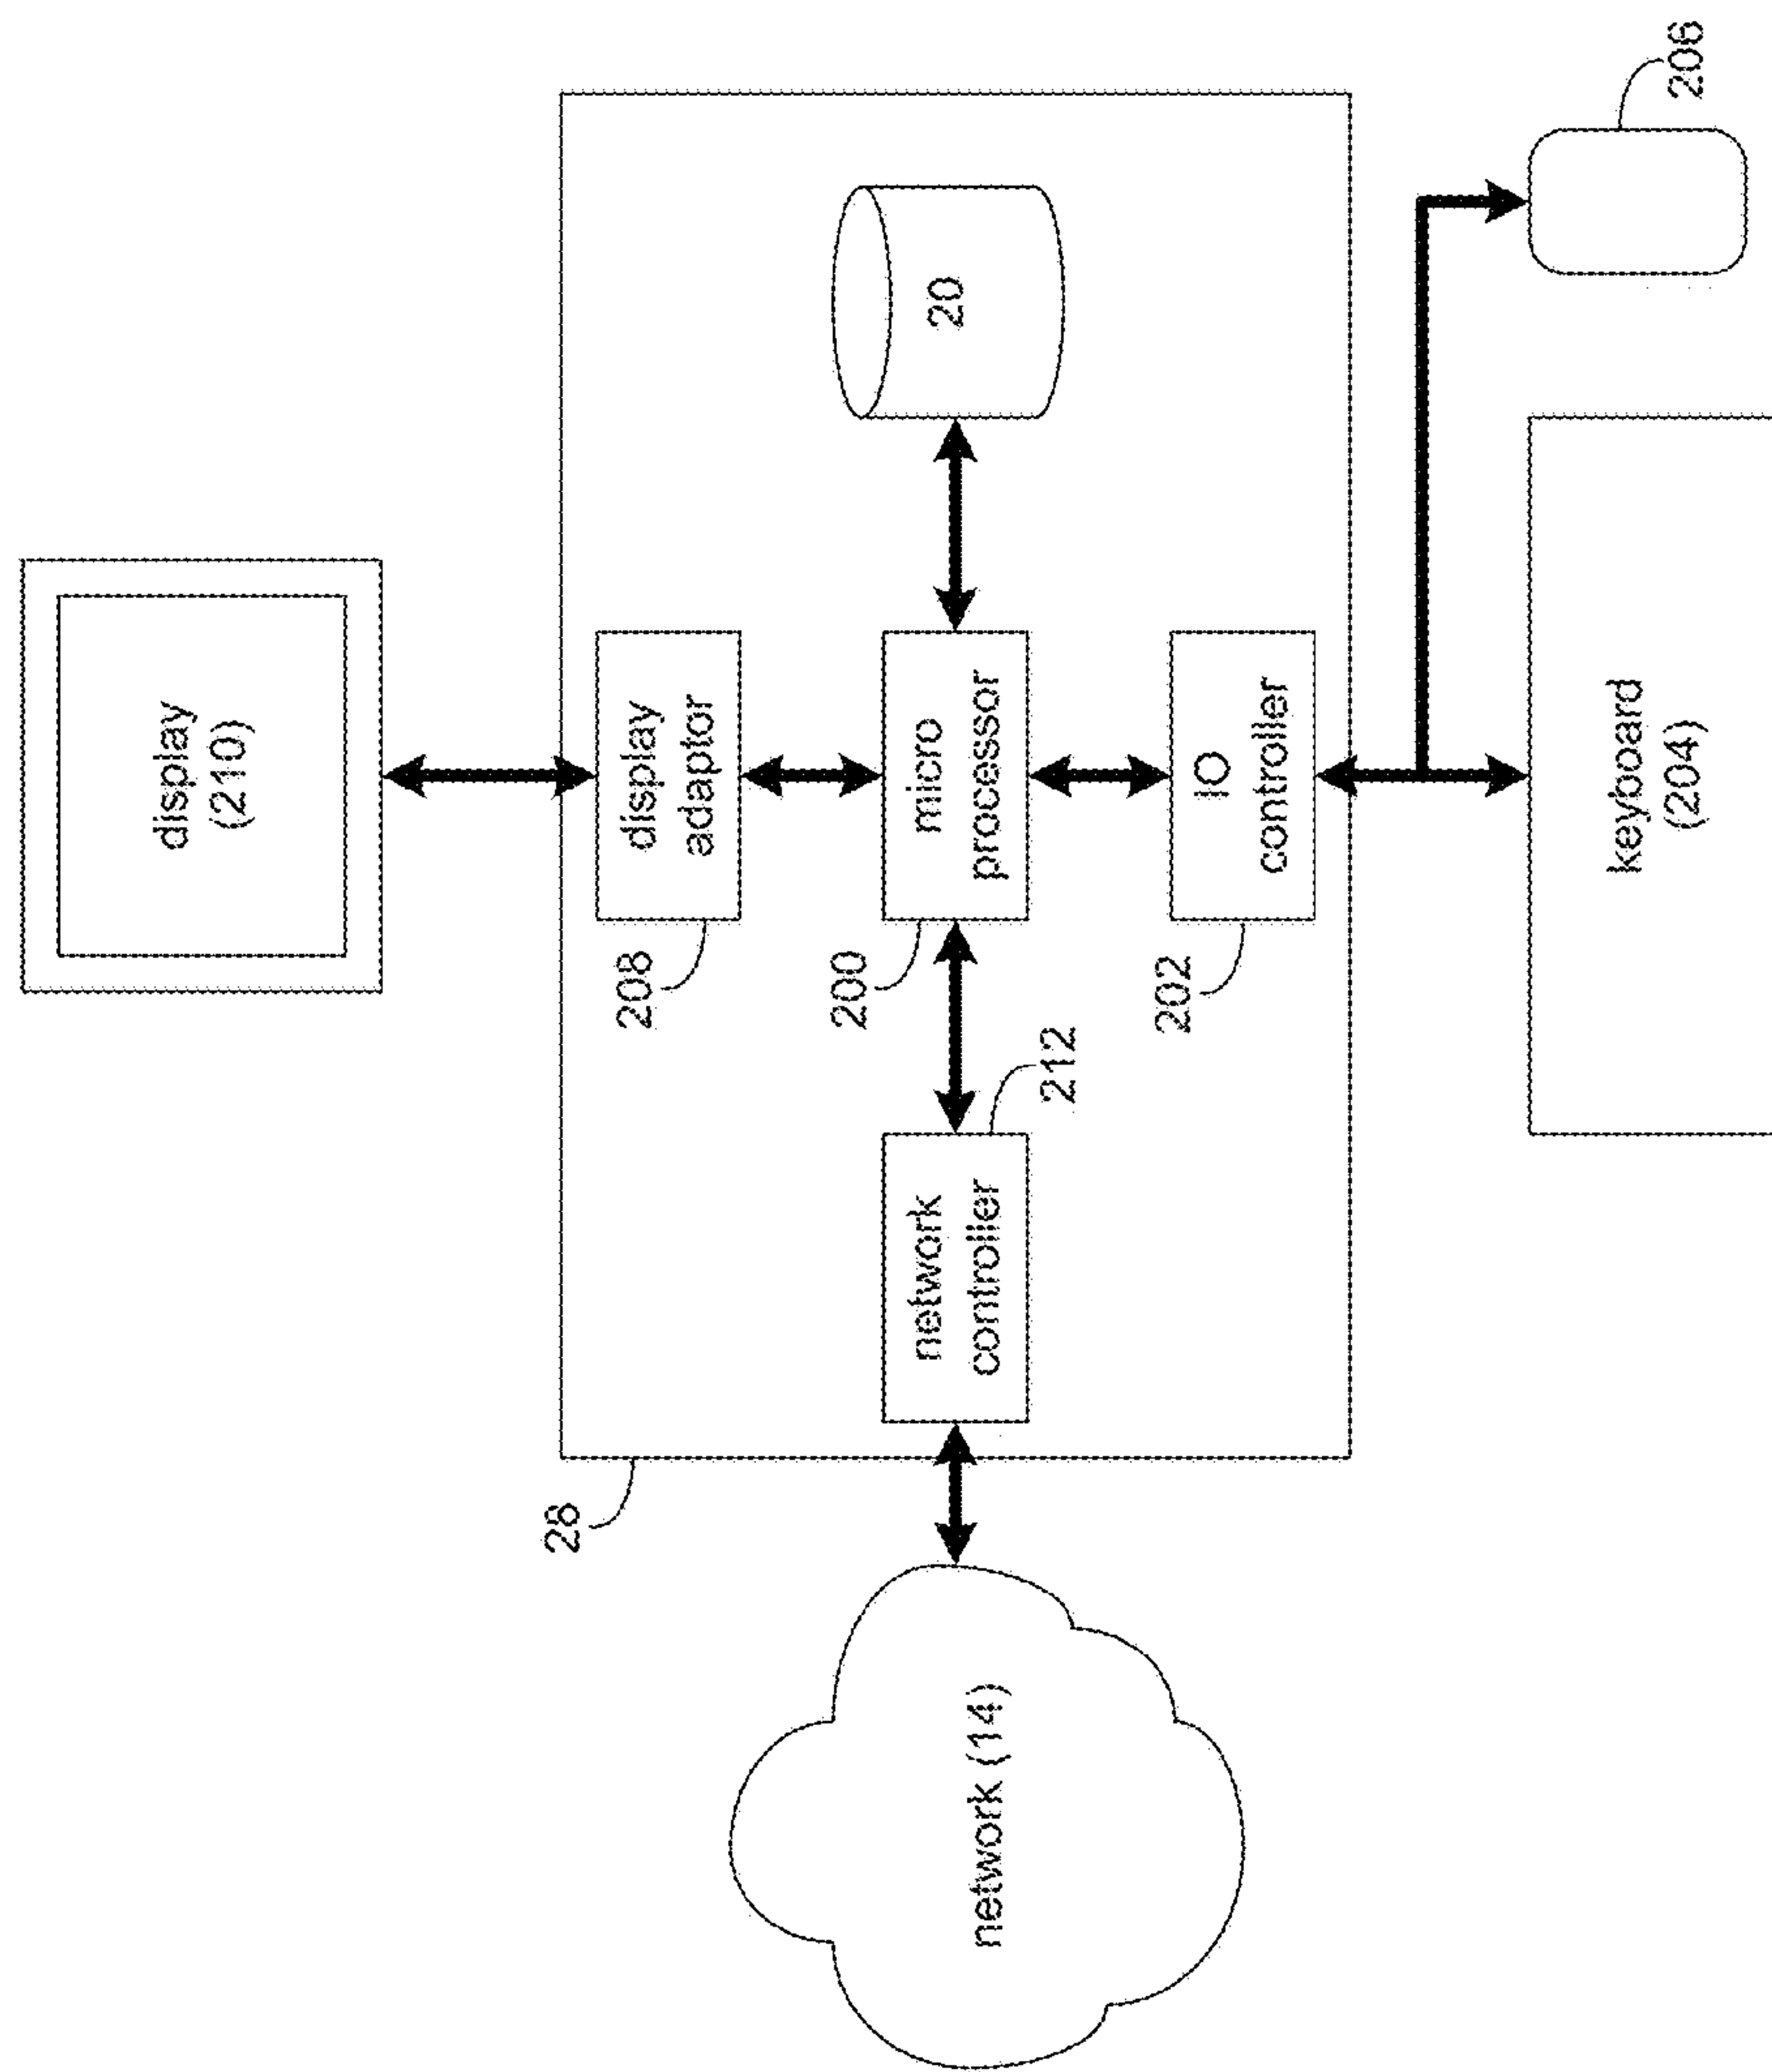 display
(210)
28
208
display
adaptor
network
controller
212
200
micro
processor
20
network (14)
202
IO
controller
keyboard
(204)
206